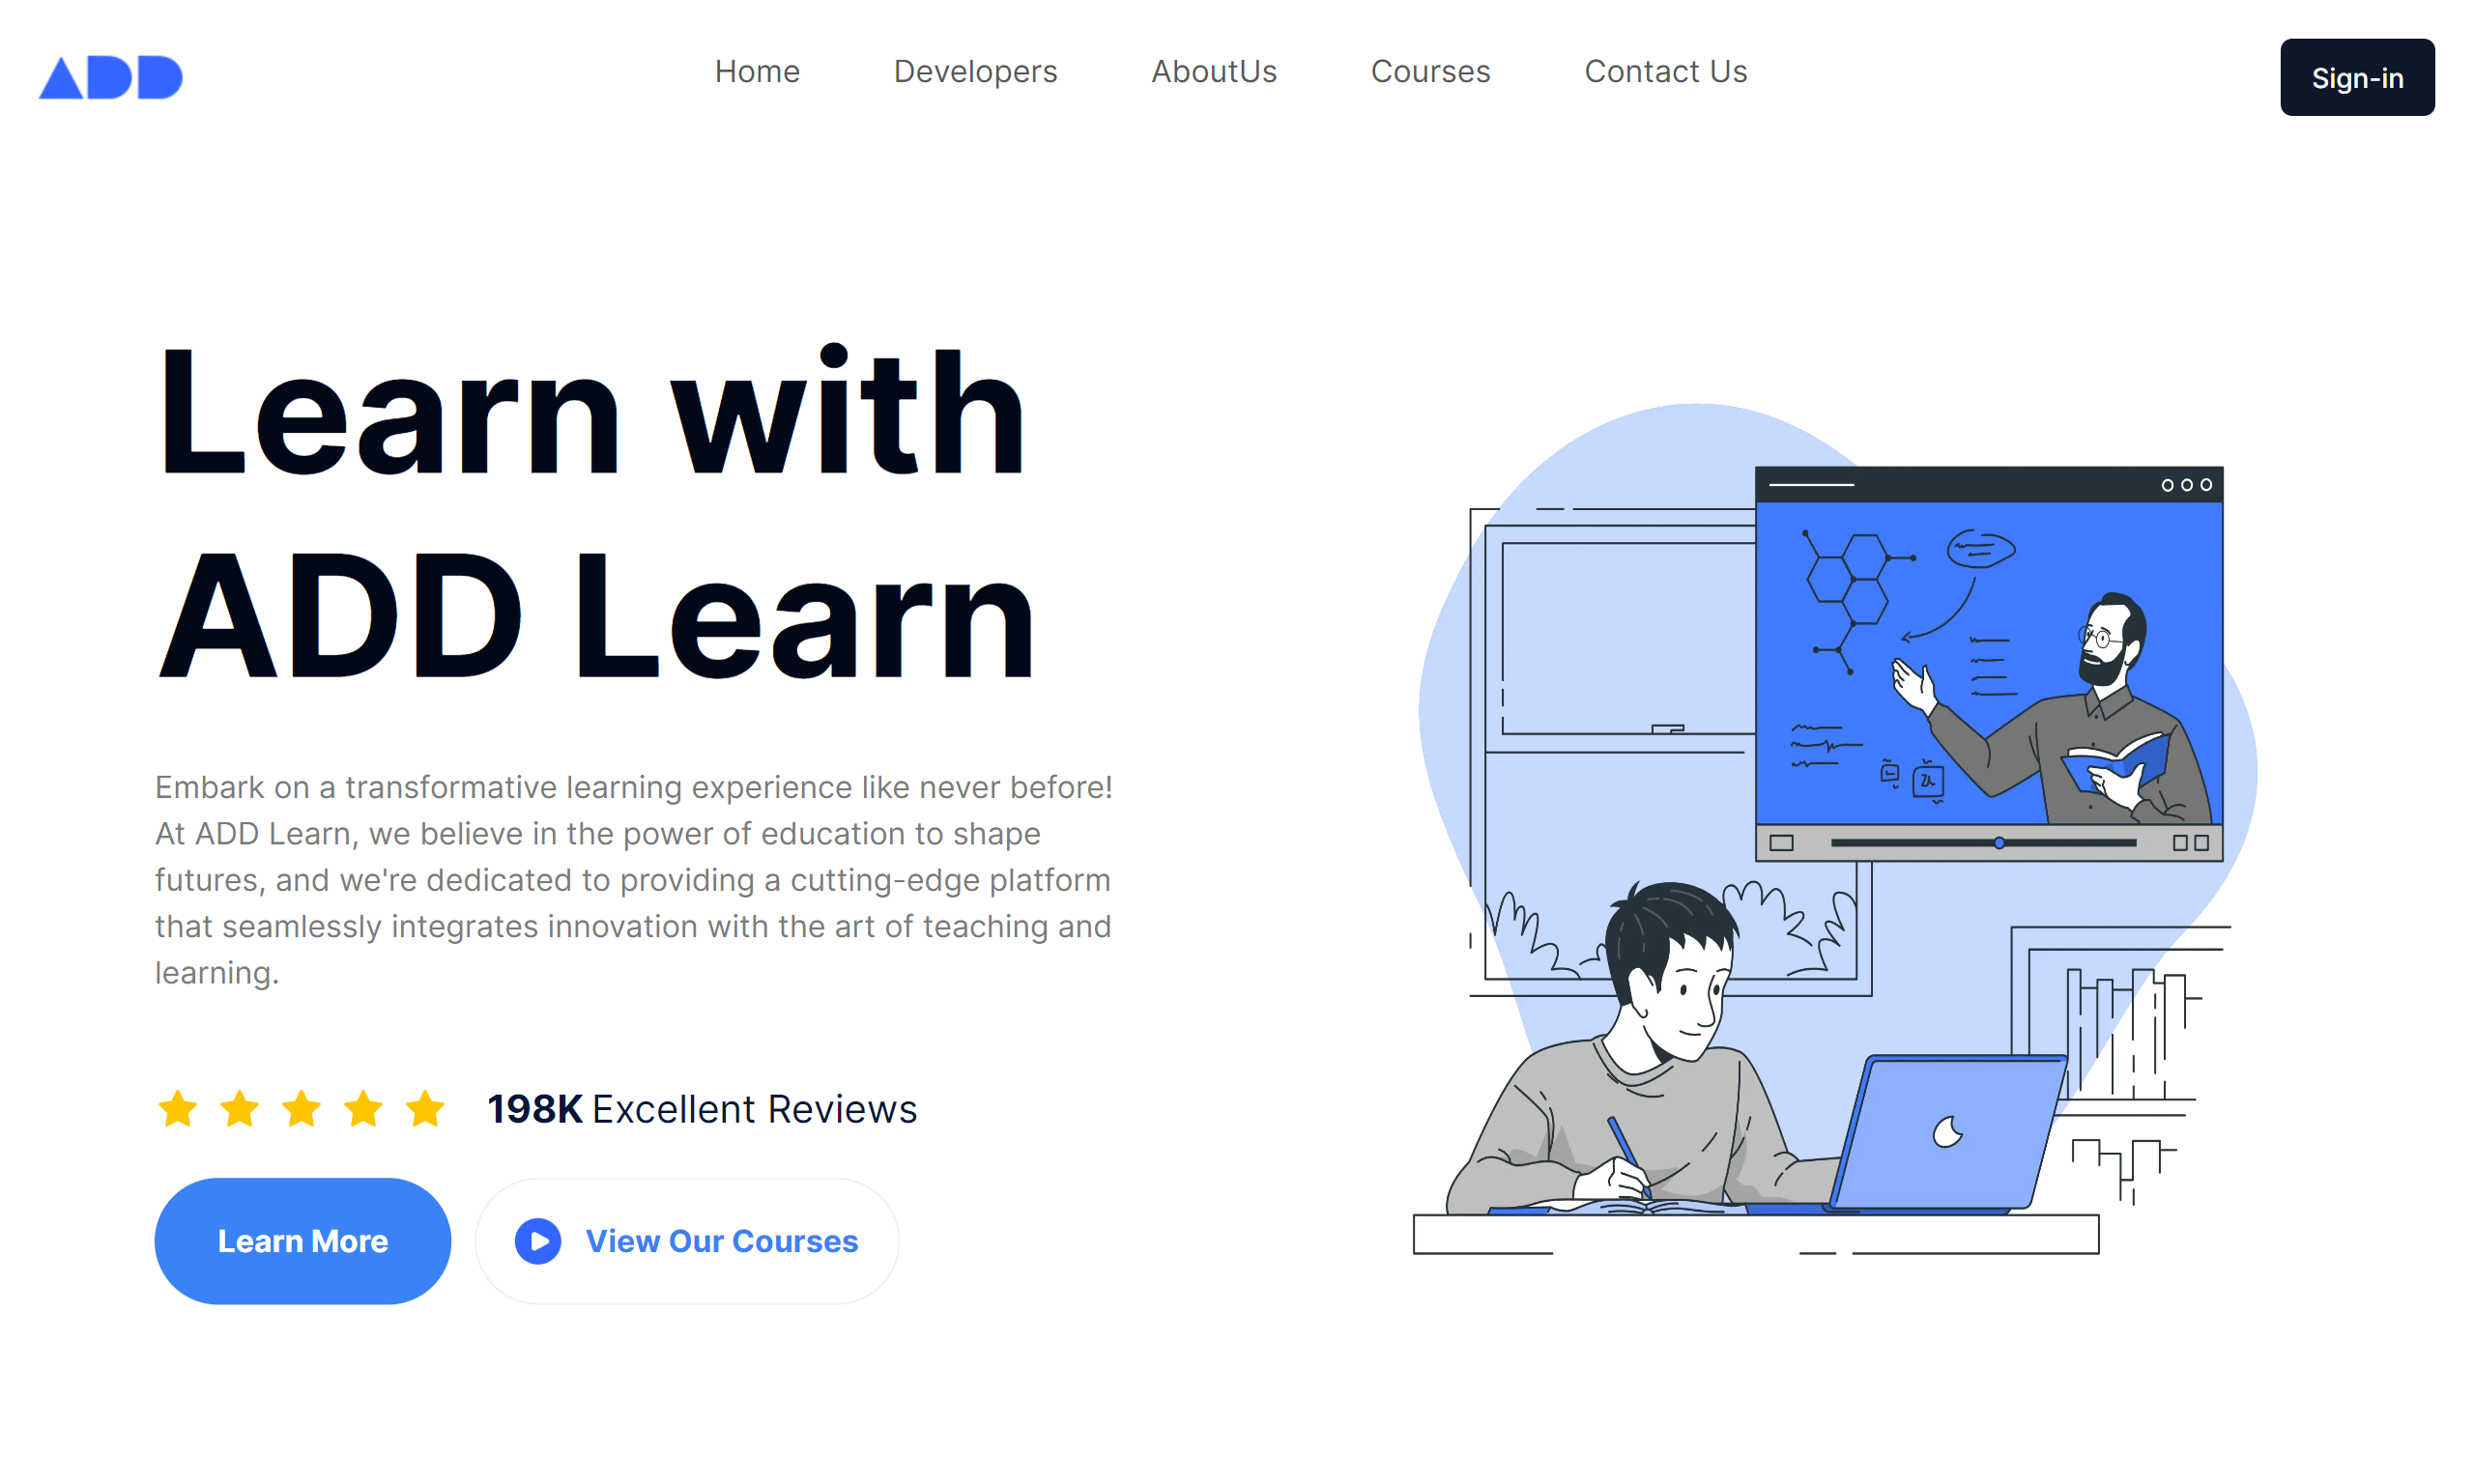 ADD
Home
Developers
AboutUs
Courses
Contact Us
Sign-in
Learn with
ADD Learn
Embark on a transformative learning experience like never before!
At ADD Learn, we believe in the power of education to shape
futures, and we're dedicated to providing a cutting-edge platform
that seamlessly integrates innovation with the art of teaching and
learning.
198K Excellent Reviews
Learn More
View Our Courses